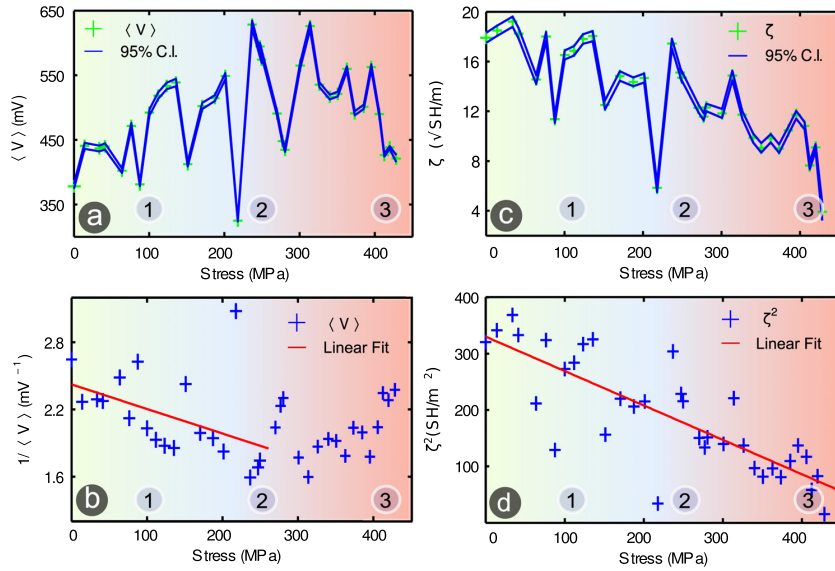 650
550
450
350
⟨ V ⟩ (mV)
⟨ V ⟩
95% C.I.
a
1
2
3
0
100
200
300
400
Stress (MPa)
20
16
12
8
4
ζ (√SH/m)
ζ
95% C.I.
c
1
2
3
0
100
200
300
400
Stress (MPa)
2.8
2.2
1.6
1/⟨ V ⟩ (mV⁻¹)
⟨ V ⟩
Linear Fit
b
1
2
3
0
100
200
300
400
Stress (MPa)
400
300
200
100
ζ²(SH/m²)
ζ²
Linear Fit
d
1
2
3
0
100
200
300
400
Stress (MPa)